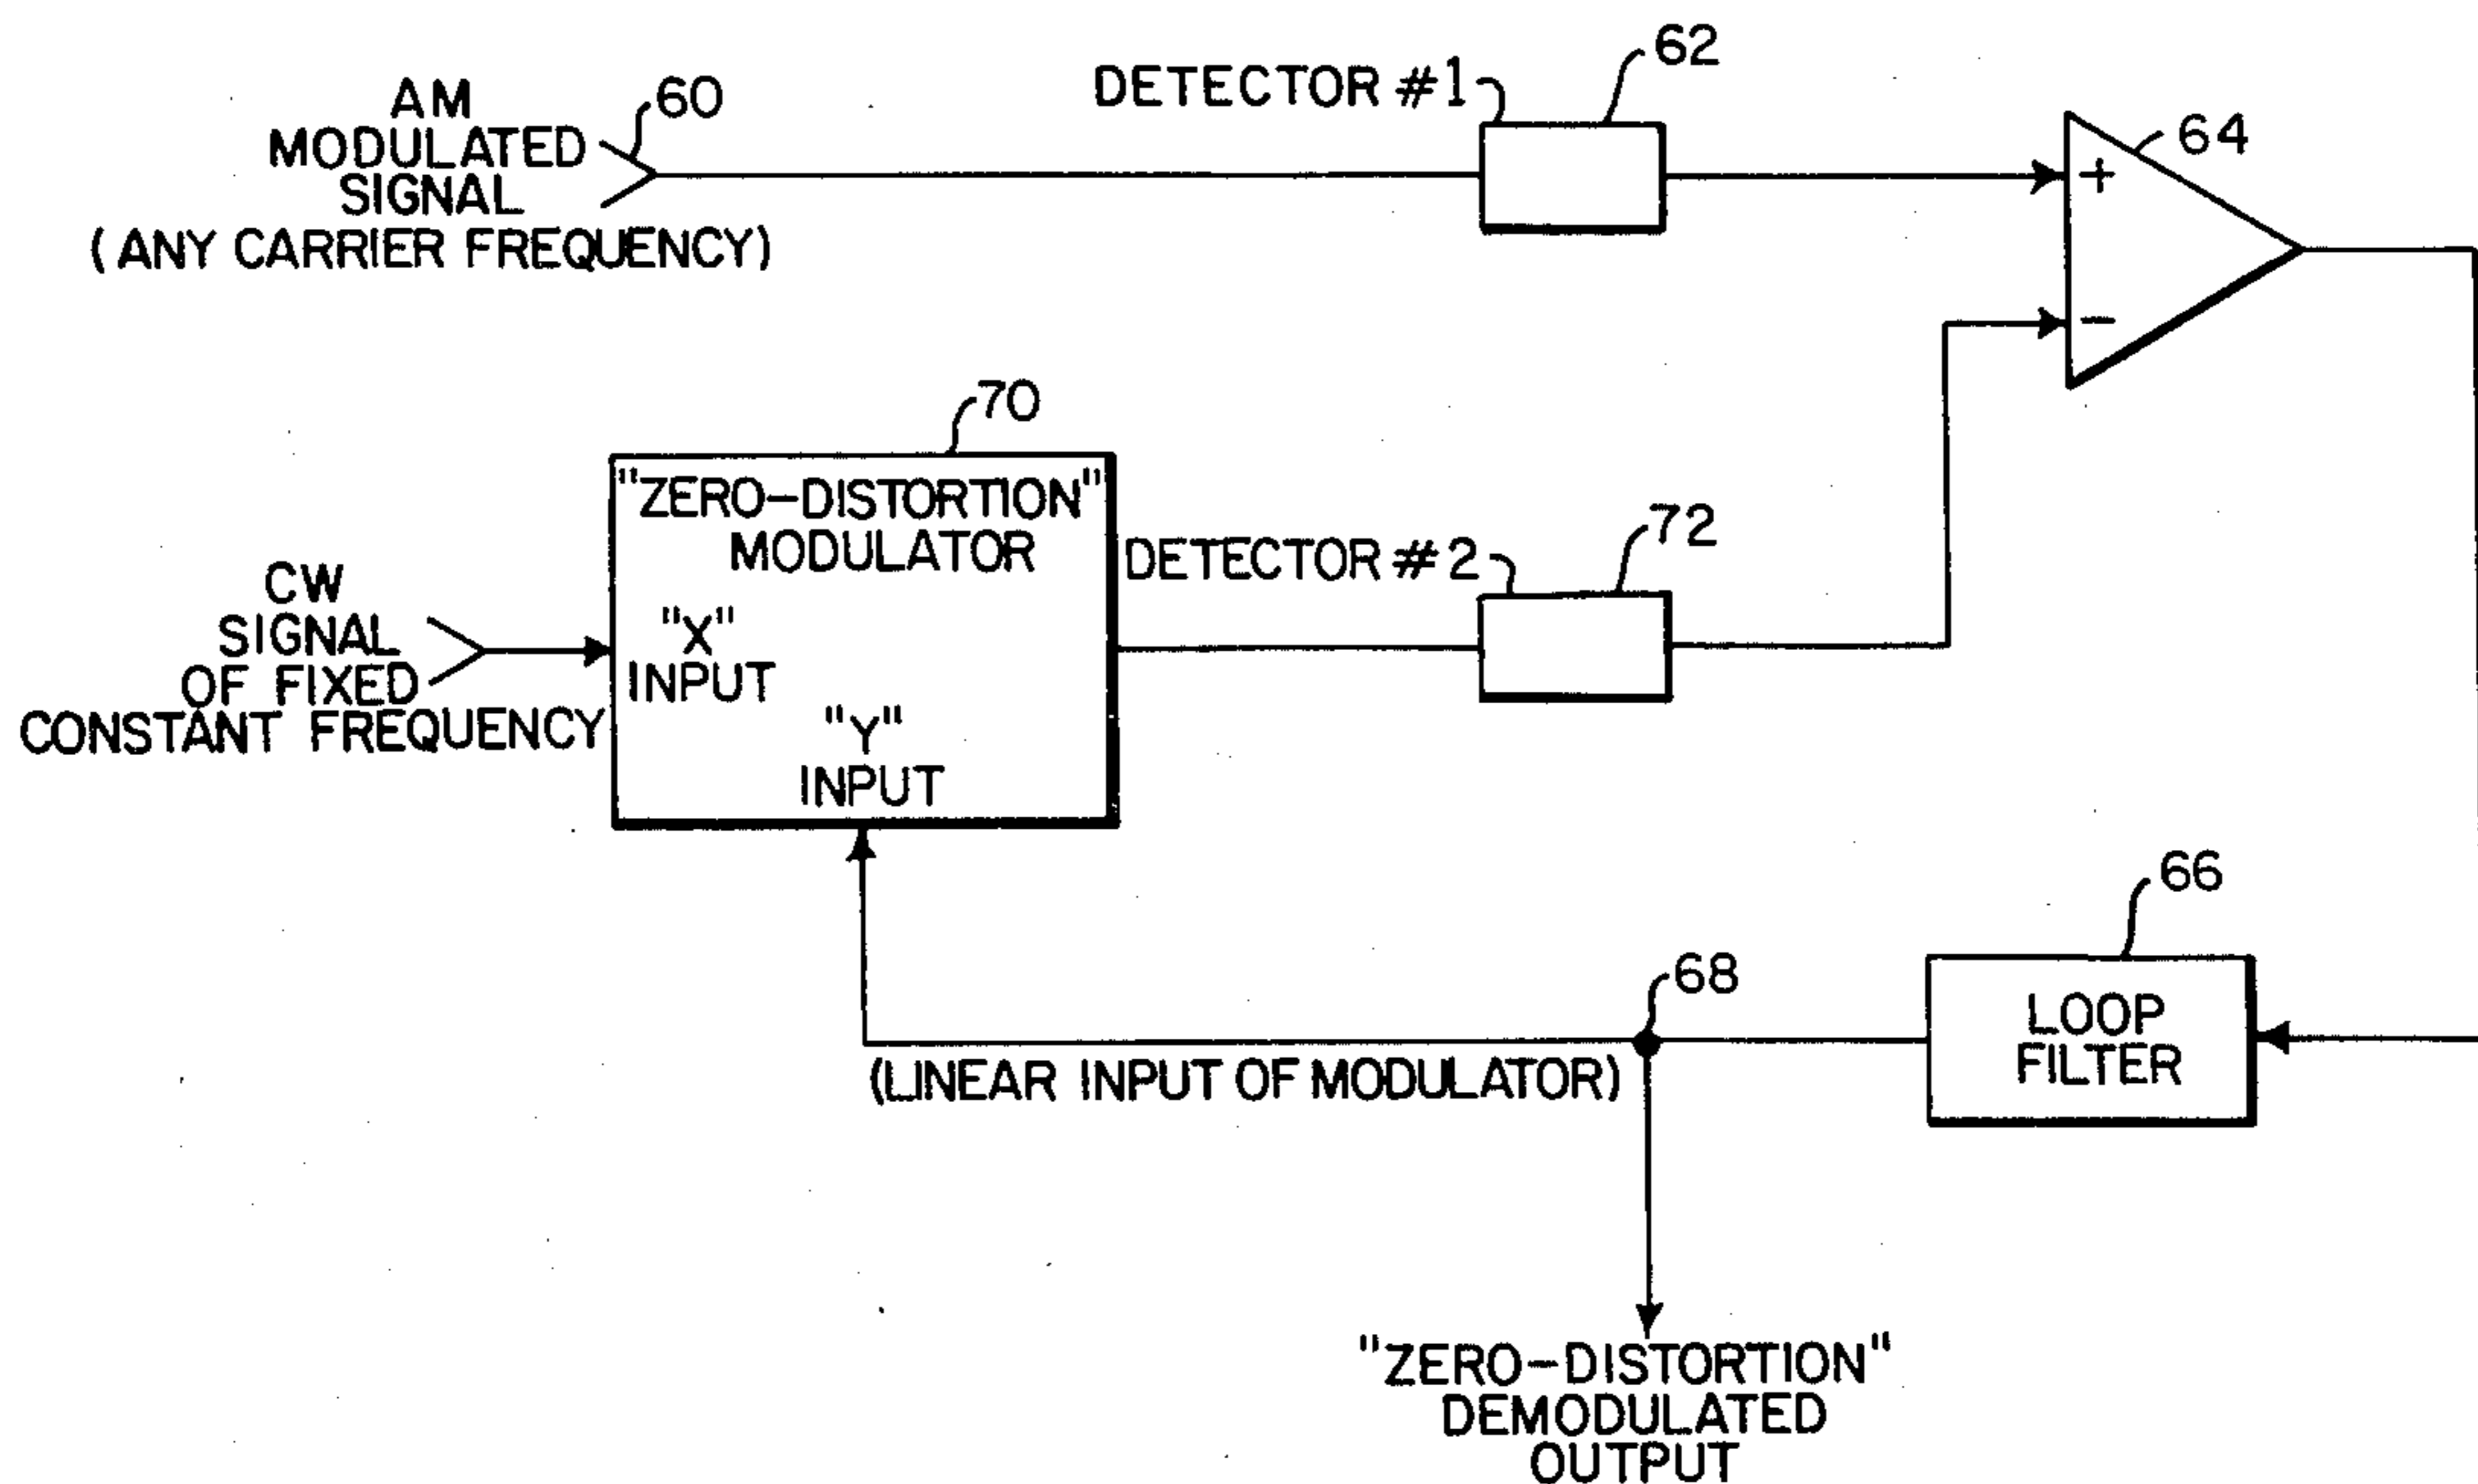 AM
MODULATED
SIGNAL
(ANY CARRIER FREQUENCY)
60
DETECTOR #1
62
+
-
64
70
"ZERO-DISTORTION"
MODULATOR
"X"
INPUT
"Y"
INPUT
CW
SIGNAL
OF FIXED
CONSTANT FREQUENCY
DETECTOR #2
72
66
LOOP
FILTER
68
(LINEAR INPUT OF MODULATOR)
"ZERO-DISTORTION"
DEMODULATED
OUTPUT